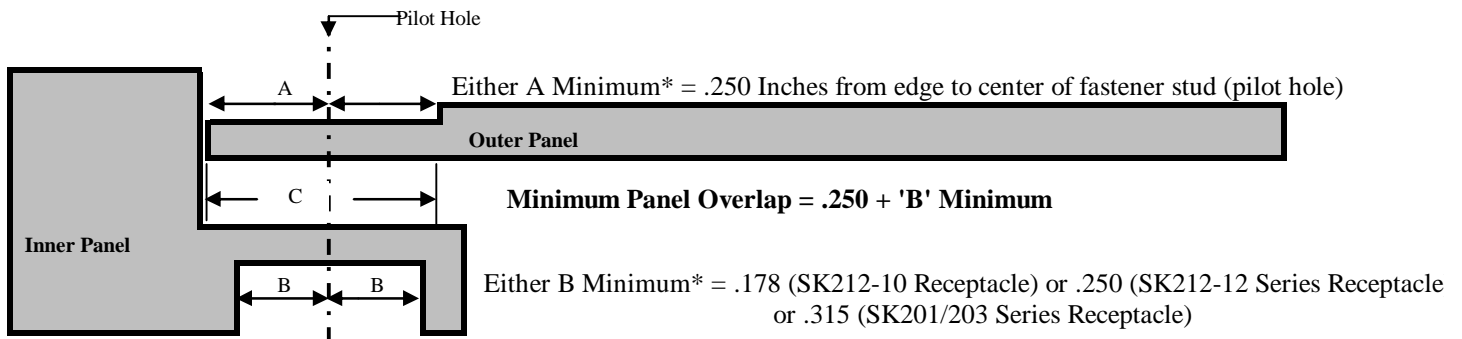 Pilot Hole
A
Either A Minimum* = .250 Inches from edge to center of fastener stud (pilot hole)
Outer Panel
C
Minimum Panel Overlap = .250 + 'B' Minimum
Inner Panel
B B
Either B Minimum* = .178 (SK212-10 Receptacle) or .250 (SK212-12 Series Receptacle
or .315 (SK201/203 Series Receptacle)